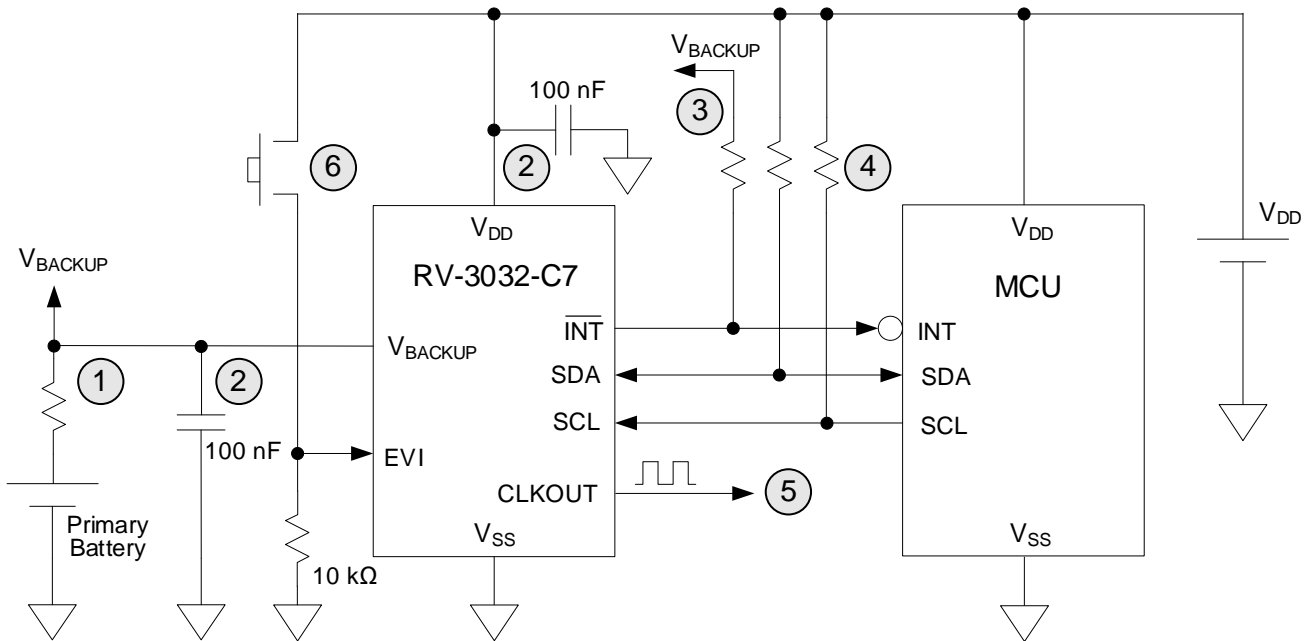 V_BACKUP
3
100 nF
6
2
4
V_DD
V_DD
V_DD
V_BACKUP
RV-3032-C7
MCU
I̅N̅T̅
INT
1
2
V_BACKUP
SDA
SDA
100 nF
SCL
SCL
EVI
CLKOUT
5
Primary
Battery
V_SS
V_SS
10 kΩ